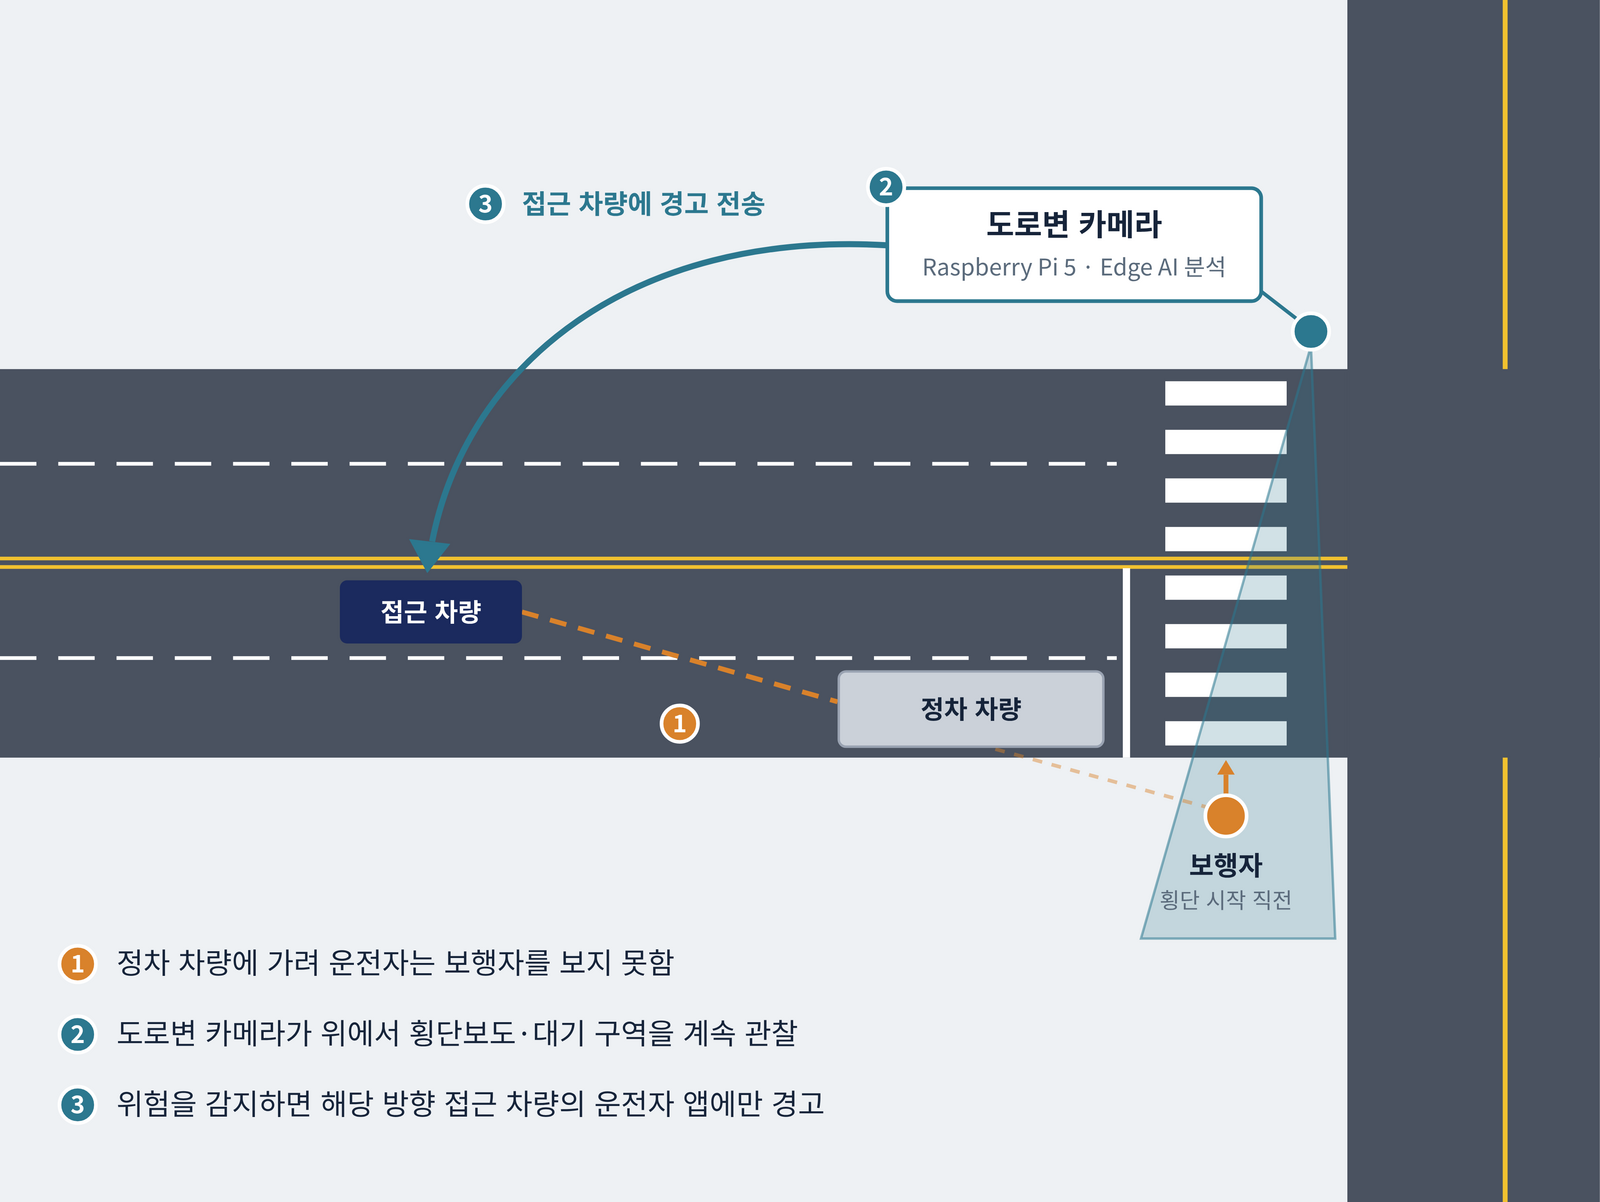 3 접근 차량에 경고 전송
2
도로변 카메라
Raspberry Pi 5 · Edge AI 분석
접근 차량
정차 차량
1
보행자
횡단 시작 직전
1 정차 차량에 가려 운전자는 보행자를 보지 못함
2 도로변 카메라가 위에서 횡단보도·대기 구역을 계속 관찰
3 위험을 감지하면 해당 방향 접근 차량의 운전자 앱에만 경고